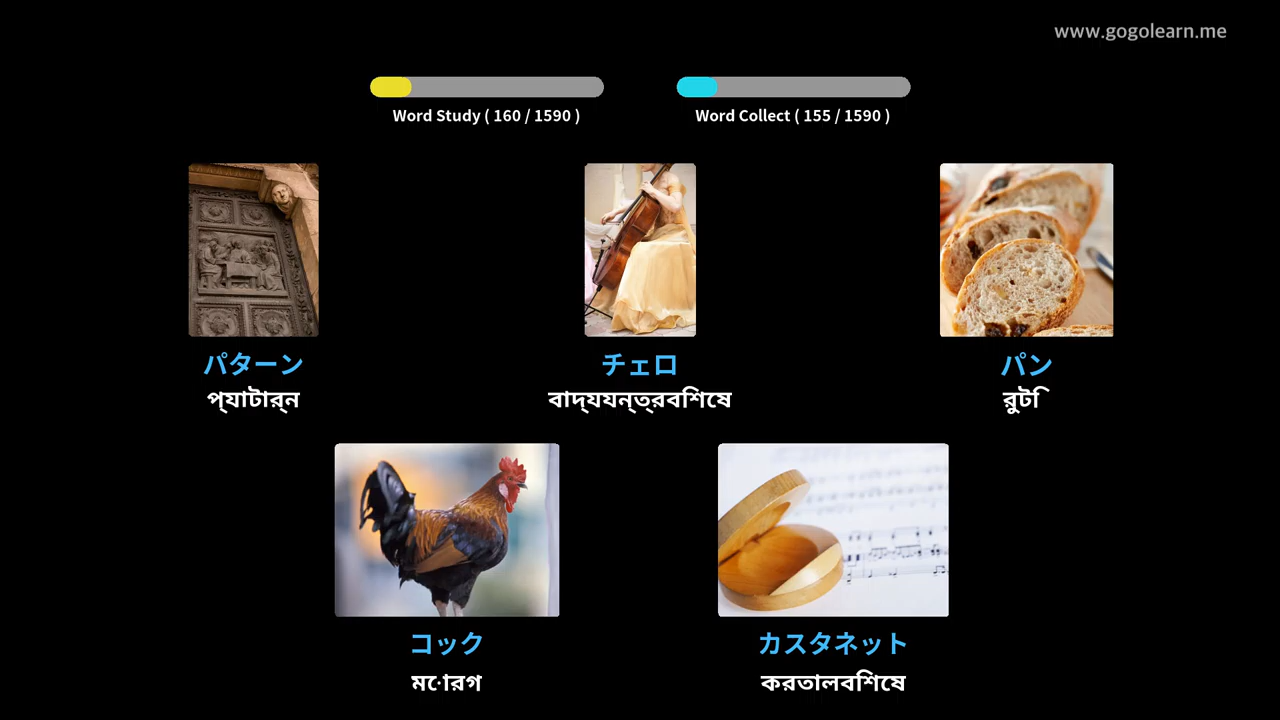 www.gogolearn.me
Word Study ( 160 / 1590 )
Word Collect ( 155 / 1590 )
パターン
প্যাটার্ন
チェロ
বাদ্যযন্ত্রবিশেষ
パン
রুটি
コック
মোরগ
カスタネット
করতালবিশেষ